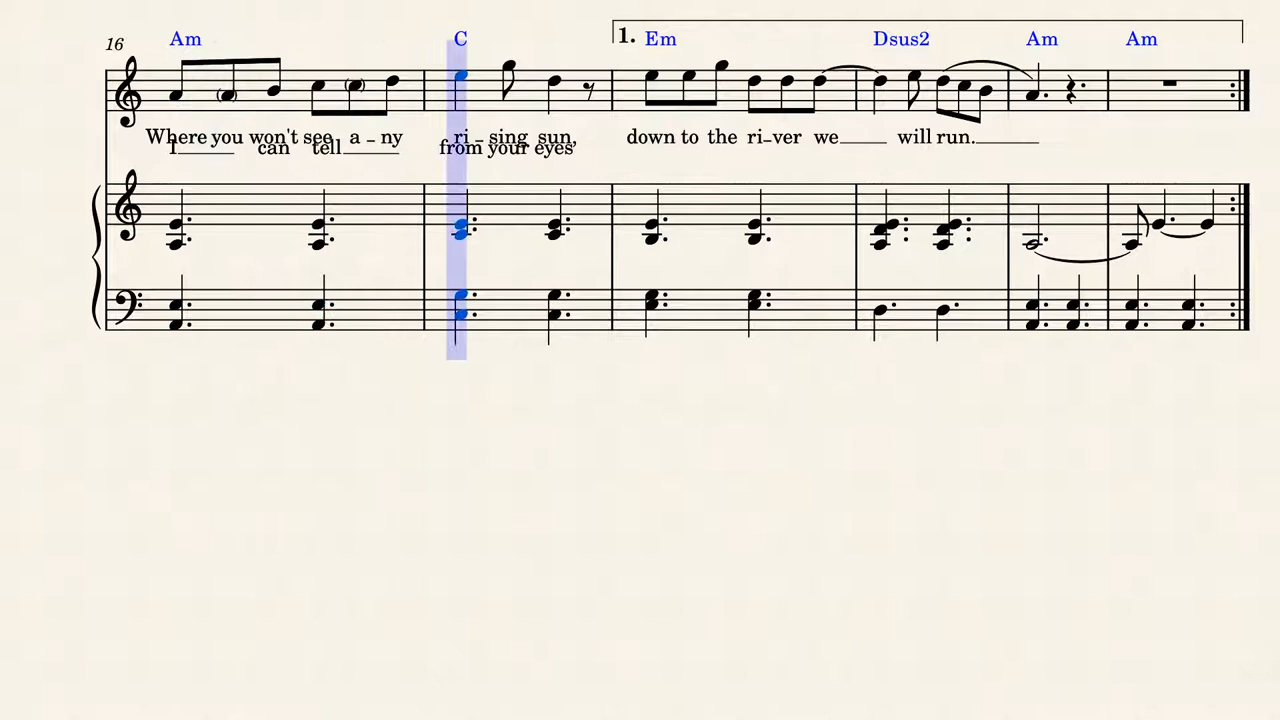 16 Am C 1. Em Dsus2 Am Am
Where you won't see a - ny ri - sing sun, down to the ri - ver we will run.
I can tell from your eyes